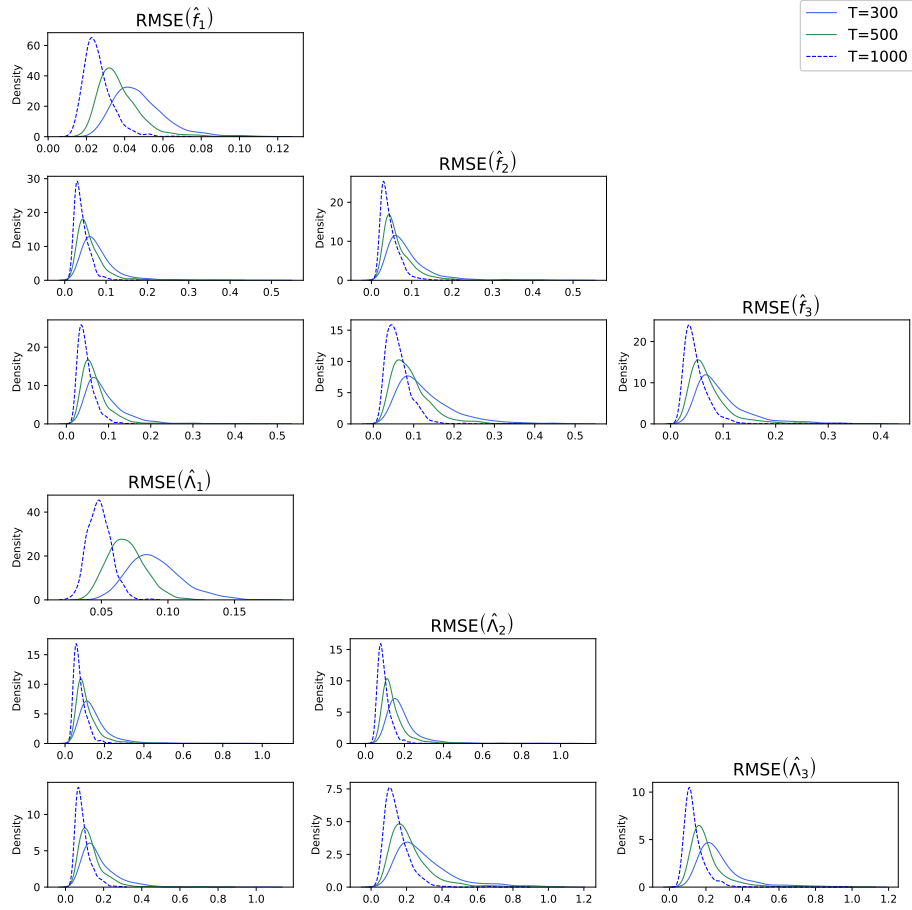 T=300
T=500
T=1000
RMSE(f̂₁)
Density
60
40
20
0
0.00 0.02 0.04 0.06 0.08 0.10 0.12
RMSE(f̂₂)
Density
30
20
10
0
0.0 0.1 0.2 0.3 0.4 0.5
Density
20
10
0
0.0 0.1 0.2 0.3 0.4 0.5
RMSE(f̂₃)
Density
20
10
0
0.0 0.1 0.2 0.3 0.4 0.5
Density
15
10
5
0
0.0 0.1 0.2 0.3 0.4 0.5
Density
20
10
0
0.0 0.1 0.2 0.3 0.4
RMSE(Λ̂₁)
Density
40
20
0
0.05 0.10 0.15
RMSE(Λ̂₂)
Density
15
10
5
0
0.0 0.2 0.4 0.6 0.8 1.0
Density
15
10
5
0
0.0 0.2 0.4 0.6 0.8 1.0
RMSE(Λ̂₃)
Density
10
5
0
0.0 0.2 0.4 0.6 0.8 1.0
Density
7.5
5.0
2.5
0.0
0.0 0.2 0.4 0.6 0.8 1.0 1.2
Density
10
5
0
0.0 0.2 0.4 0.6 0.8 1.0 1.2